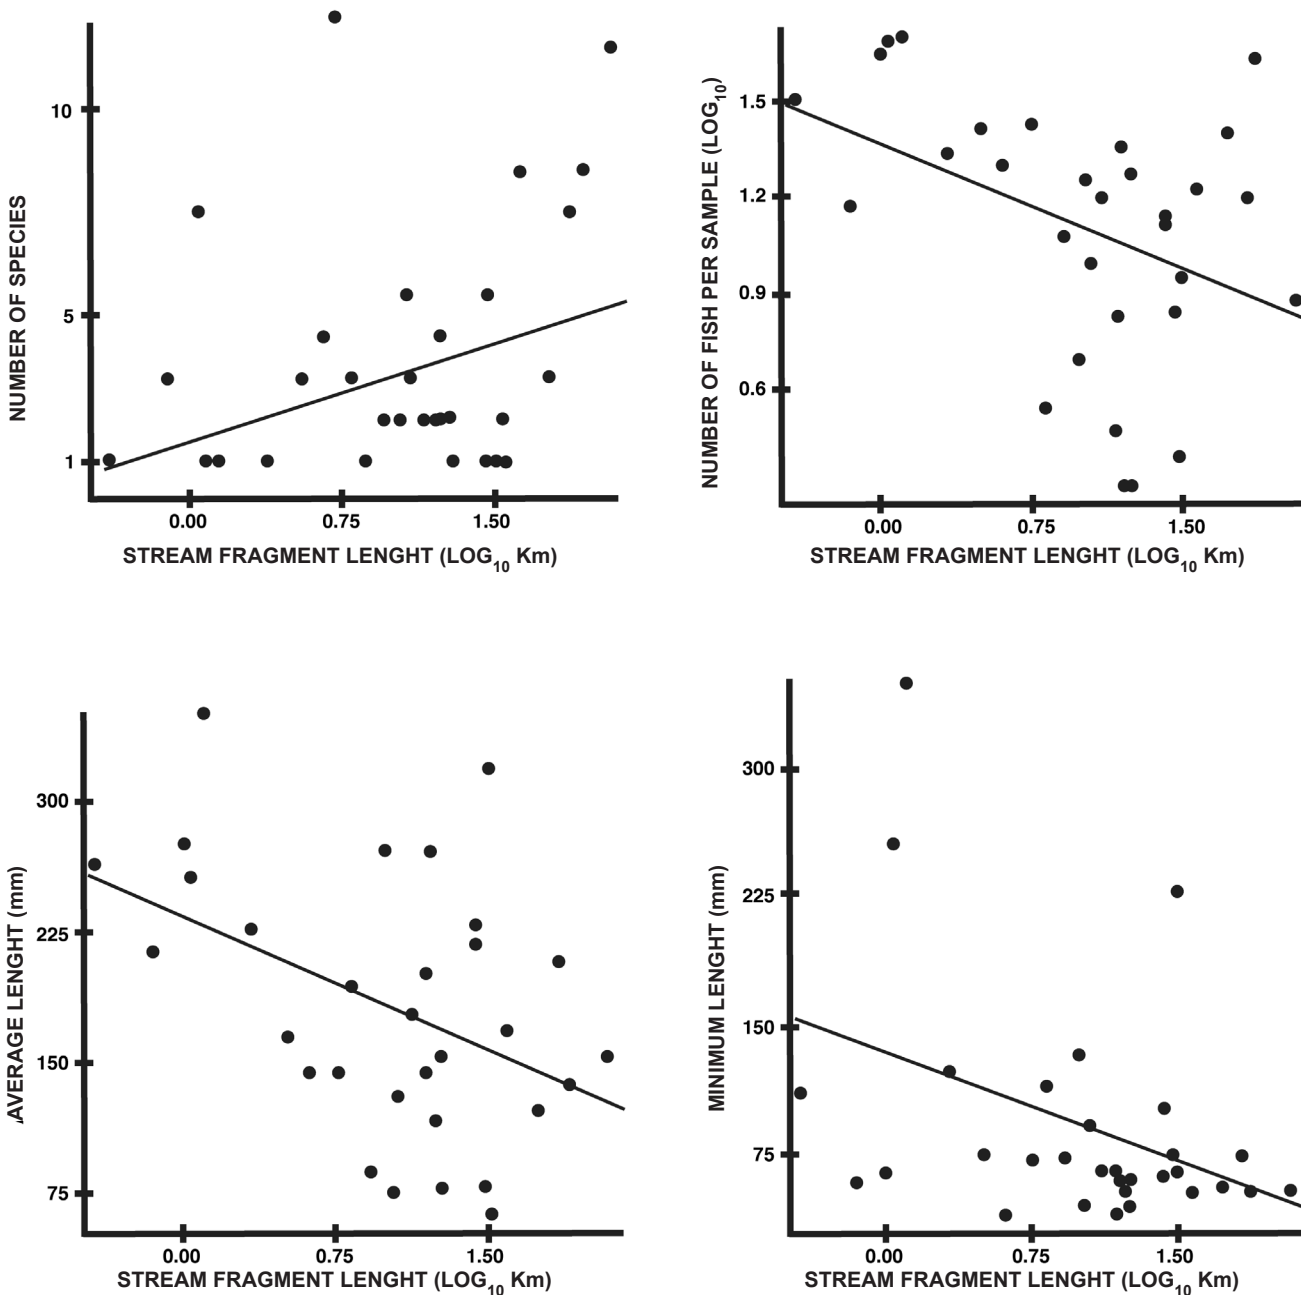 NUMBER OF SPECIES
10
5
1
0.00 0.75 1.50
STREAM FRAGMENT LENGHT (LOG10 Km)
NUMBER OF FISH PER SAMPLE (LOG10)
1.5
1.2
0.9
0.6
0.00 0.75 1.50
STREAM FRAGMENT LENGHT (LOG10 Km)
AVERAGE LENGHT (mm)
300
225
150
75
0.00 0.75 1.50
STREAM FRAGMENT LENGHT (LOG10 Km)
MINIMUM LENGHT (mm)
300
225
150
75
0.00 0.75 1.50
STREAM FRAGMENT LENGHT (LOG10 Km)